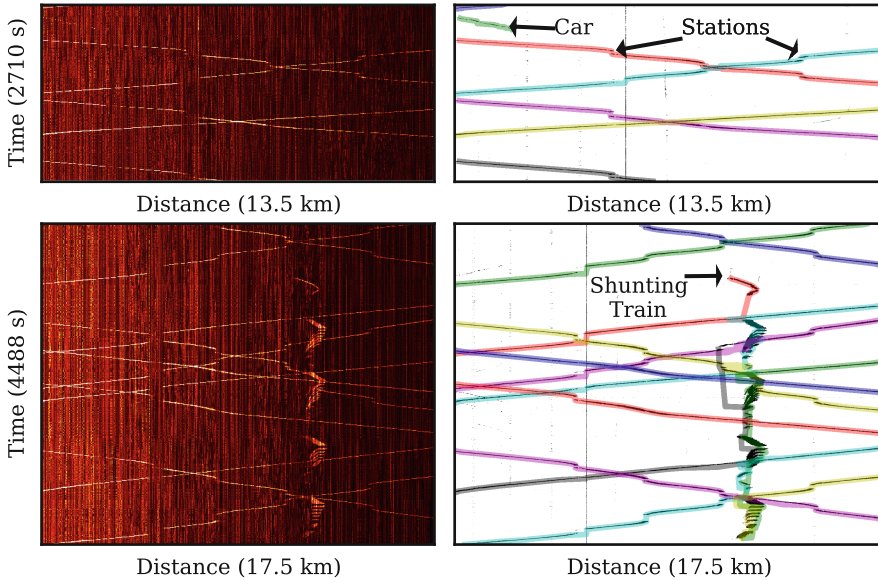 Time (2710 s)
Car
Stations
Distance (13.5 km)
Distance (13.5 km)
Time (4488 s)
Shunting
Train
Distance (17.5 km)
Distance (17.5 km)